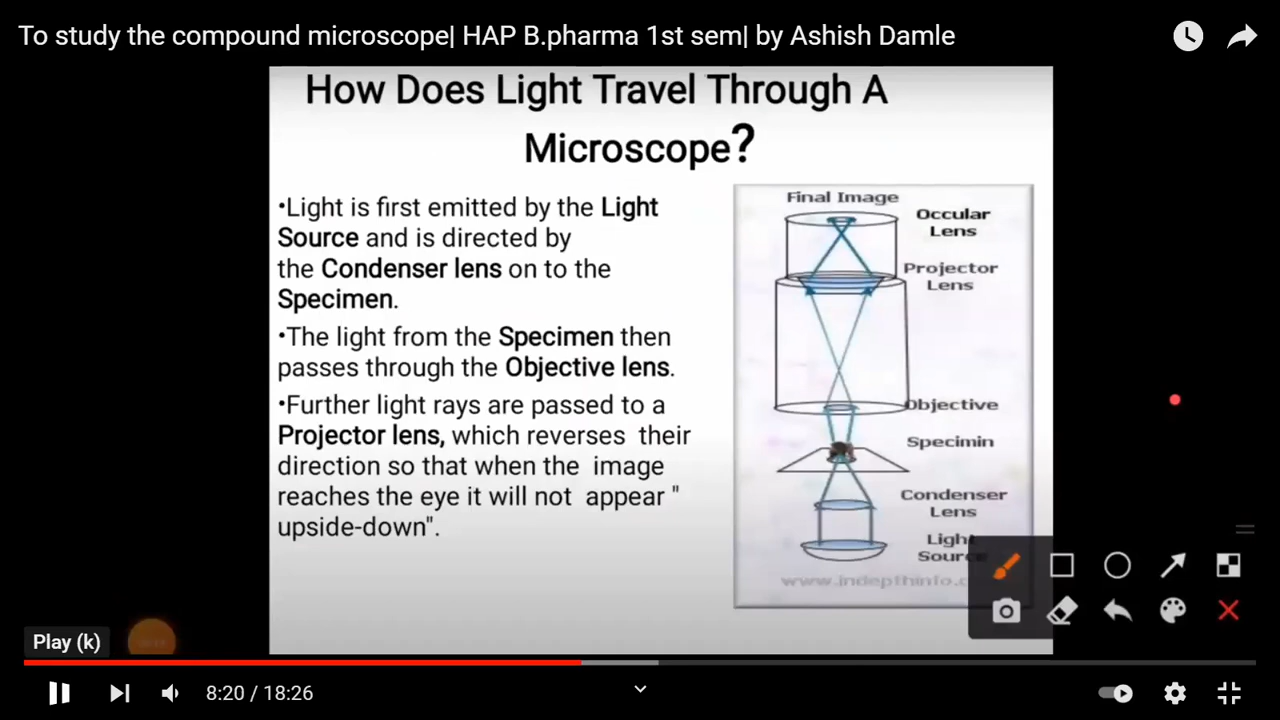 To study the compound microscope| HAP B.pharma 1st sem| by Ashish Damle
How Does Light Travel Through A
Microscope?
•Light is first emitted by the Light
Source and is directed by
the Condenser lens on to the
Specimen.
•The light from the Specimen then
passes through the Objective lens.
•Further light rays are passed to a
Projector lens, which reverses their
direction so that when the image
reaches the eye it will not appear "
upside-down".
Final Image
Occular
Lens
Projector
Lens
Objective
Specimin
Condenser
Lens
Light
Source
www.indepthinfo.c
Play (k)
8:20 / 18:26